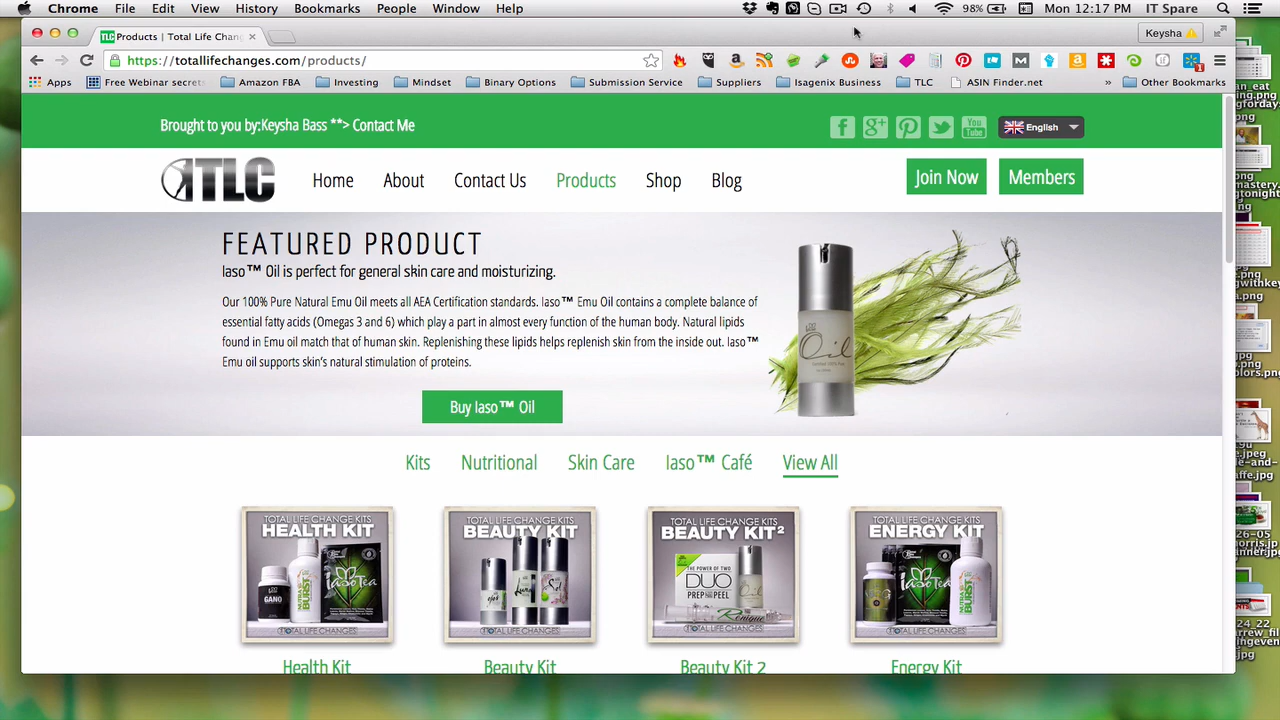 Chrome File Edit View History Bookmarks People Window Help 98% Mon 12:17 PM IT Spare
TLC Products | Total Life Chan
Keysha
https://totallifechanges.com/products/
Apps Free Webinar secrets Amazon FBA Investing Mindset Binary Options Submission Service Suppliers Isagenix Business TLC ASIN Finder.net » Other Bookmarks
Brought to you by:Keysha Bass **> Contact Me
English
TLC
Home About Contact Us Products Shop Blog
Join Now Members
FEATURED PRODUCT
Iaso™ Oil is perfect for general skin care and moisturizing.
Our 100% Pure Natural Emu Oil meets all AEA Certification standards. Iaso™ Emu Oil contains a complete balance of
essential fatty acids (Omegas 3 and 6) which play a part in almost every function of the human body. Natural lipids
found in Emu oil match that of human skin. Replenishing these lipids helps replenish skin from the inside out. Iaso™
Emu oil supports skin's natural stimulation of proteins.
Oil
Buy Iaso™ Oil
Kits Nutritional Skin Care Iaso™ Café View All
TOTAL LIFE CHANGE KITS
HEALTH KIT
GANO
IasoTea
TOTAL LIFE CHANGES
TOTAL LIFE CHANGE KITS
BEAUTY KIT
TOTAL LIFE CHANGES
TOTAL LIFE CHANGE KITS
BEAUTY KIT²
THE POWER OF TWO
DUO
PREP AND PEEL
TOTAL LIFE CHANGES
TOTAL LIFE CHANGE KITS
ENERGY KIT
IasoTea
TOTAL LIFE CHANGES
Health Kit Beauty Kit Beauty Kit 2 Energy Kit